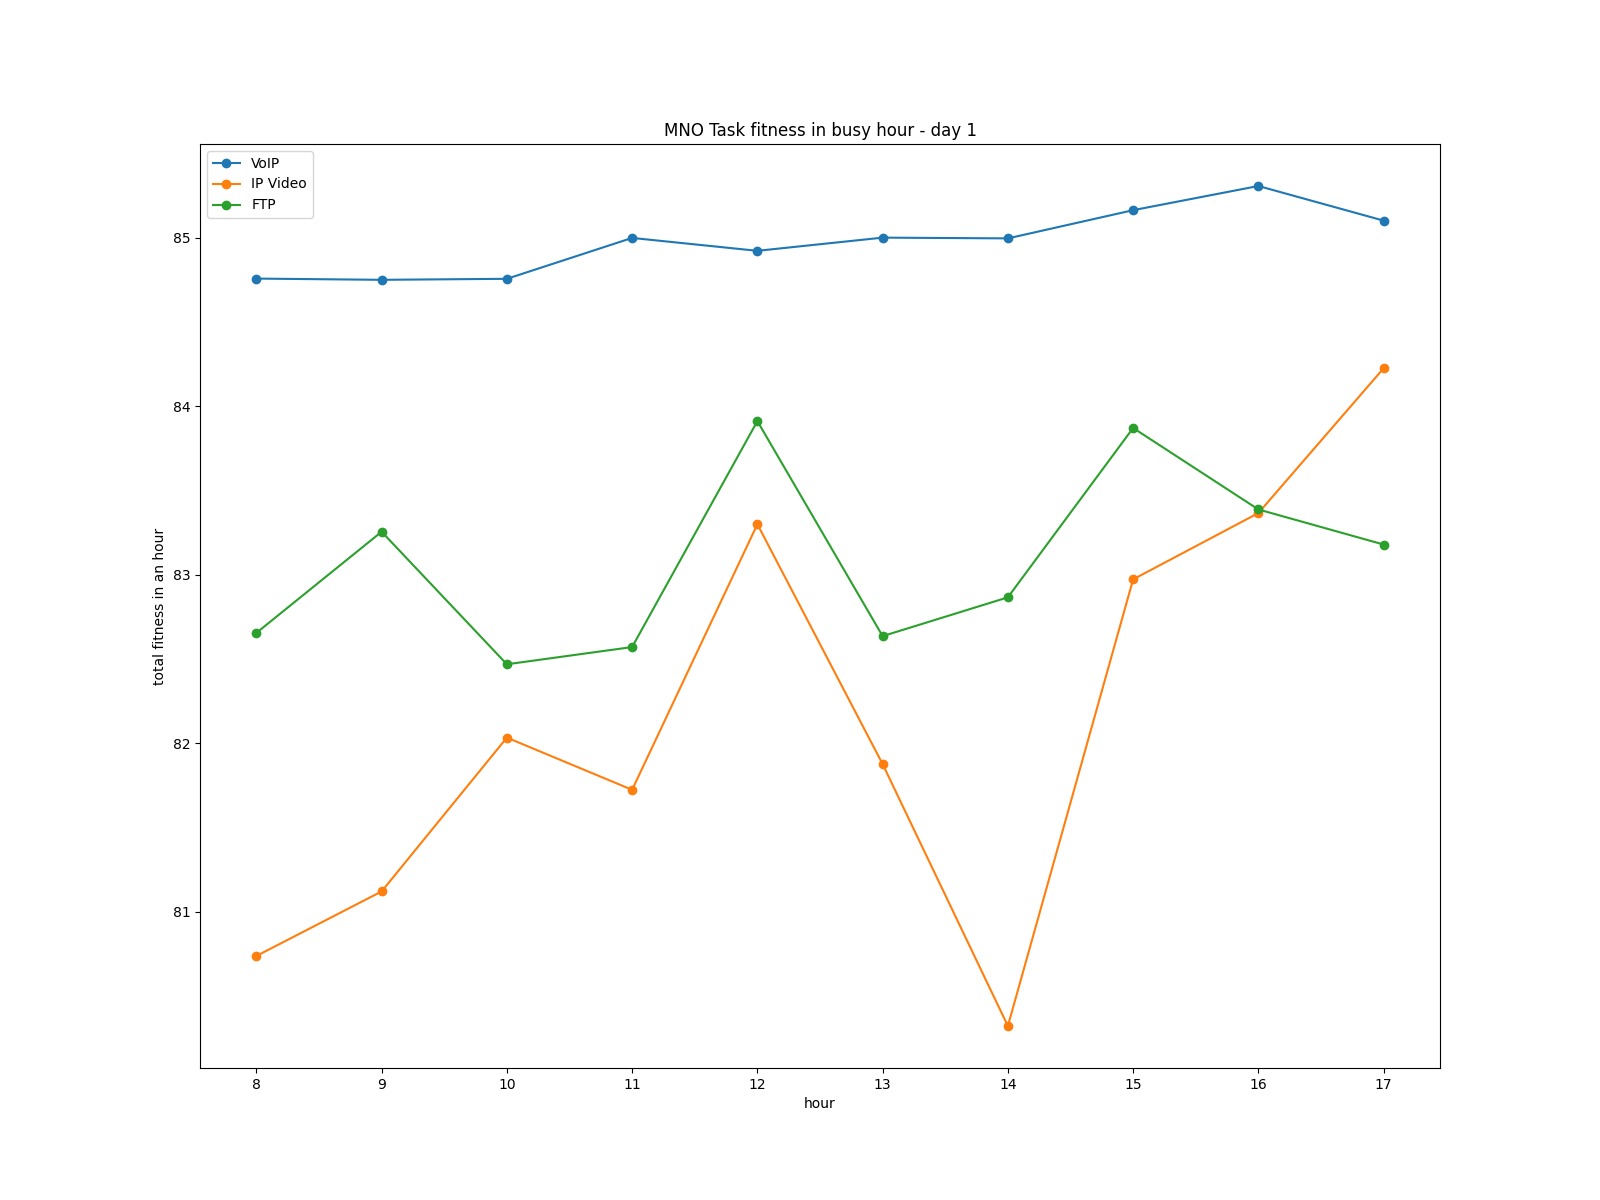 MNO Task fitness in busy hour - day 1
VoIP
IP Video
FTP
85
84
83
82
81
total fitness in an hour
8 9 10 11 12 13 14 15 16 17
hour